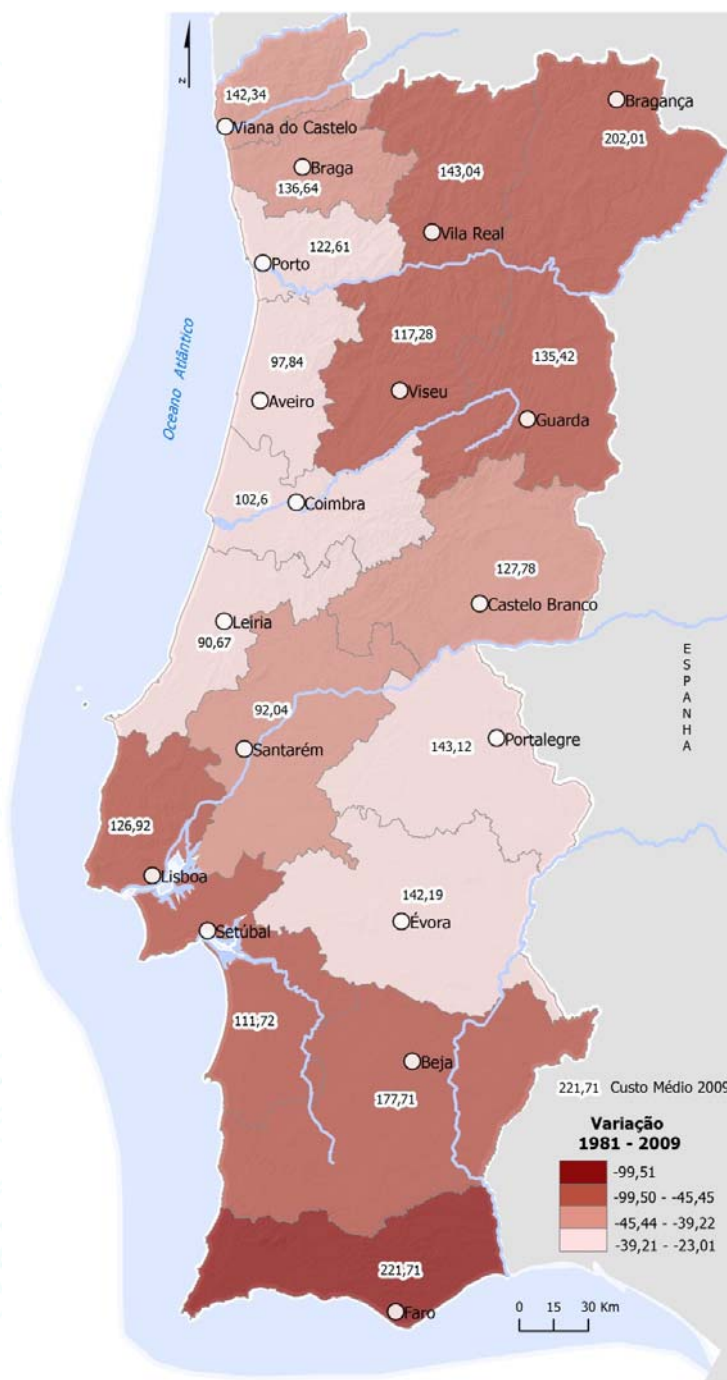 N
142,34
Viana do Castelo
Braga
136,64
Bragança
202,01
143,04
Vila Real
122,61
Porto
Oceano Atlântico
97,84
Aveiro
117,28
Viseu
135,42
Guarda
102,6
Coimbra
127,78
Castelo Branco
Leiria
90,67
ESPANHA
92,04
Santarém
143,12
Portalegre
126,92
Lisboa
142,19
Évora
Setúbal
111,72
Beja
177,71
221,71
Faro
221,71 Custo Médio 2009
Variação
1981 - 2009
-99,51
-99,50 - -45,45
-45,44 - -39,22
-39,21 - -23,01
0 15 30 Km